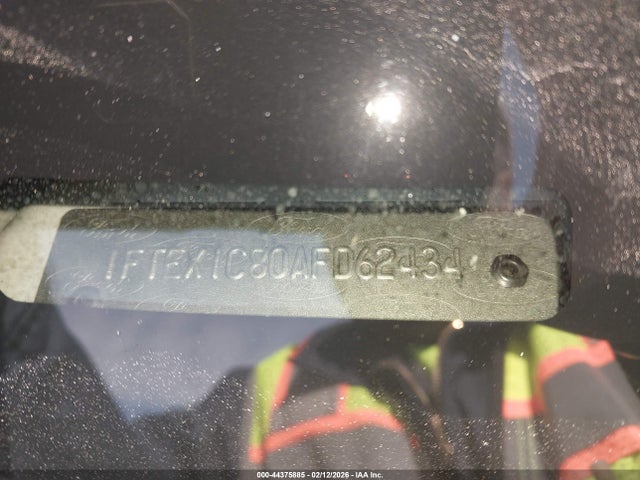 1FTEX1C80AFD62434
000-44375885 - 02/12/2026 - IAA Inc.